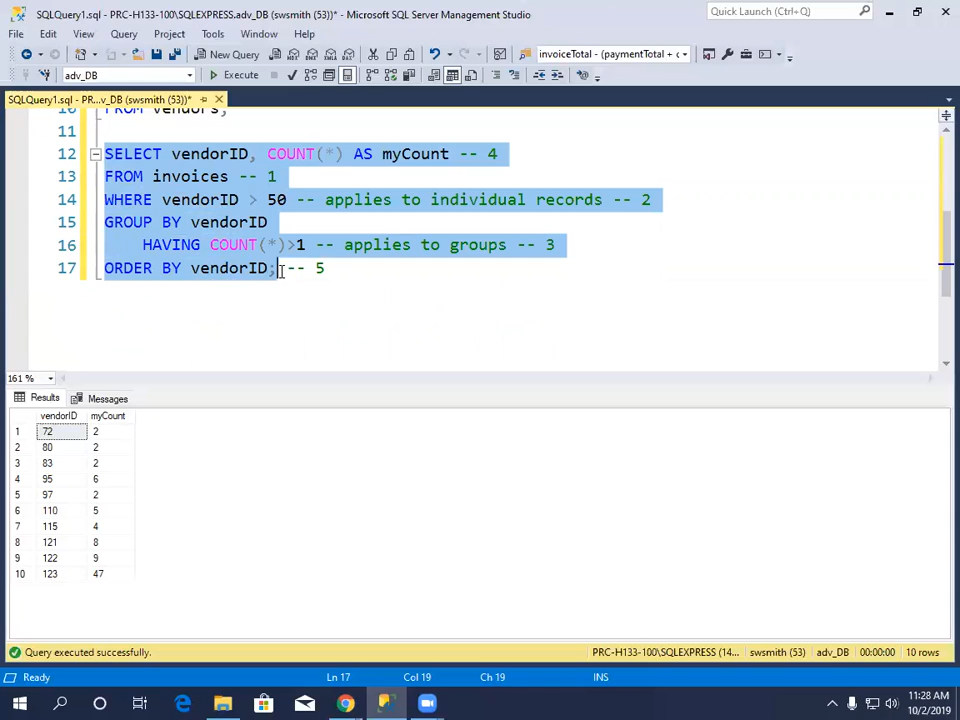 SQLQuery1.sql - PRC-H133-100\SQLEXPRESS.adv_DB (swsmith (53))* - Microsoft SQL Server Management Studio
Quick Launch (Ctrl+Q)
File Edit View Query Project Tools Window Help
New Query
invoiceTotal - (paymentTotal +
adv_DB
Execute
SQLQuery1.sql - PR...v_DB (swsmith (53))*
10 FROM vendors;
11
12 SELECT vendorID, COUNT(*) AS myCount -- 4
13 FROM invoices -- 1
14 WHERE vendorID > 50 -- applies to individual records -- 2
15 GROUP BY vendorID
16 HAVING COUNT(*)>1 -- applies to groups -- 3
17 ORDER BY vendorID; -- 5
161 %
Results Messages
vendorID myCount
1 72 2
2 80 2
3 83 2
4 95 6
5 97 2
6 110 5
7 115 4
8 121 8
9 122 9
10 123 47
Query executed successfully.
PRC-H133-100\SQLEXPRESS (14... swsmith (53) adv_DB 00:00:00 10 rows
Ready Ln 17 Col 19 Ch 19 INS
11:28 AM
10/2/2019